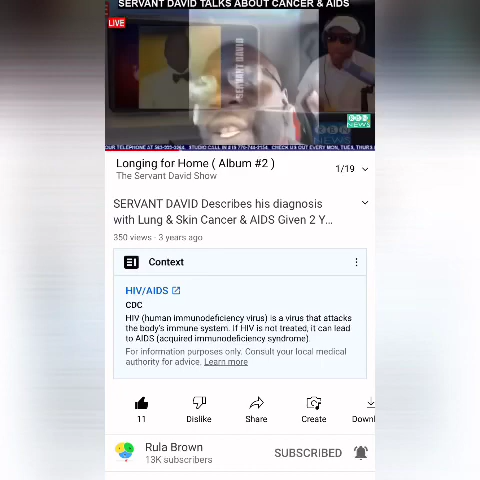 SERVANT DAVID TALKS ABOUT CANCER & AIDS
LIVE
SERVANT DAVID
NEWS
Longing for Home ( Album #2 )
The Servant David Show
1/19
SERVANT DAVID Describes his diagnosis
with Lung & Skin Cancer & AIDS Given 2 Y...
350 views · 3 years ago
Context
HIV/AIDS
CDC
HIV (human immunodeficiency virus) is a virus that attacks
the body's immune system. If HIV is not treated, it can lead
to AIDS (acquired immunodeficiency syndrome).
For information purposes only. Consult your local medical
authority for advice. Learn more
11
Dislike
Share
Create
Downl
Rula Brown
13K subscribers
SUBSCRIBED